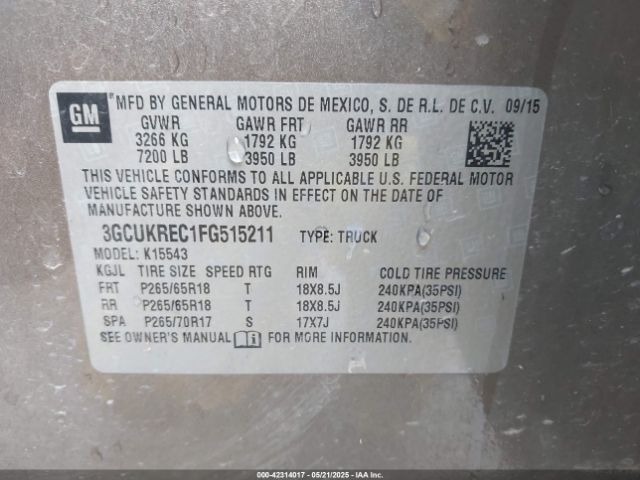 GM
*MFD BY GENERAL MOTORS DE MEXICO, S. DE R.L. DE C.V. 09/15
GVWR GAWR FRT GAWR RR
3266 KG 1792 KG 1792 KG
7200 LB 3950 LB 3950 LB
THIS VEHICLE CONFORMS TO ALL APPLICABLE U.S. FEDERAL MOTOR
VEHICLE SAFETY STANDARDS IN EFFECT ON THE DATE OF
MANUFACTURE SHOWN ABOVE.
3GCUKREC1FG515211 TYPE: TRUCK
MODEL: K15543
KGJL TIRE SIZE SPEED RTG RIM COLD TIRE PRESSURE
FRT P265/65R18 T 18X8.5J 240KPA(35PSI)
RR P265/65R18 T 18X8.5J 240KPA(35PSI)
SPA P265/70R17 S 17X7J 240KPA(35PSI)
SEE OWNER'S MANUAL FOR MORE INFORMATION
00-42314017 - 05/21/2025 - COPYRIGHT © IAA, LLC.